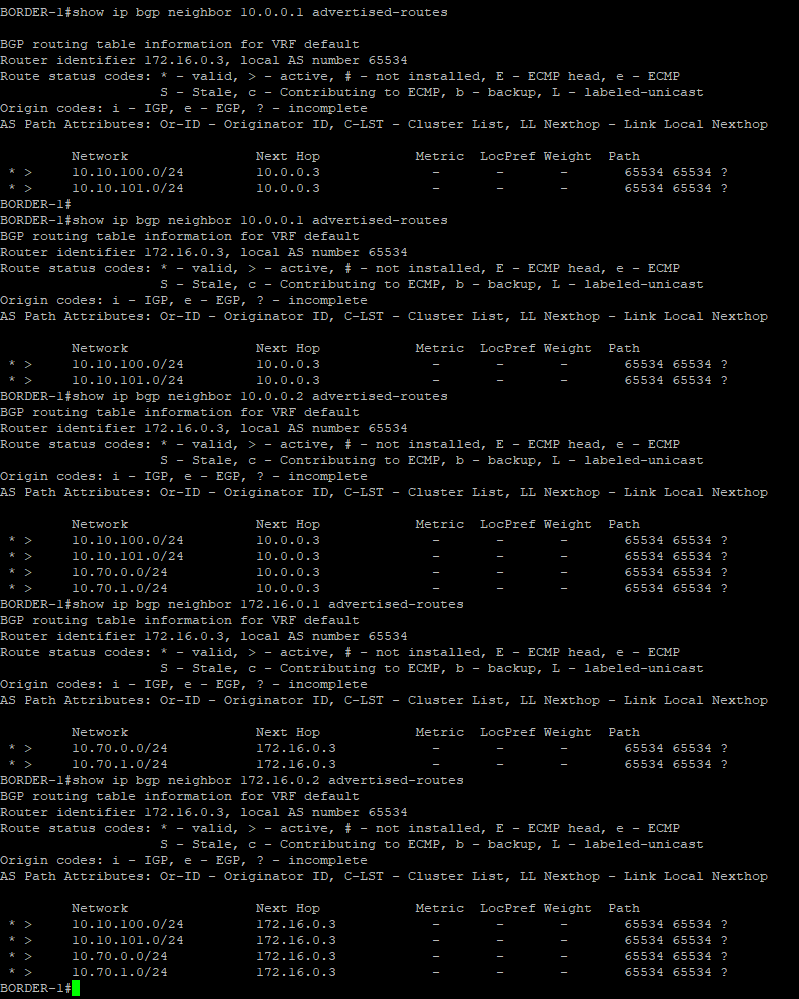 BORDER-1#show ip bgp neighbor 10.0.0.1 advertised-routes
BGP routing table information for VRF default
Router identifier 172.16.0.3, local AS number 65534
Route status codes: * - valid, > - active, # - not installed, E - ECMP head, e - ECMP
S - Stale, c - Contributing to ECMP, b - backup, L - labeled-unicast
Origin codes: i - IGP, e - EGP, ? - incomplete
AS Path Attributes: Or-ID - Originator ID, C-LST - Cluster List, LL Nexthop - Link Local Nexthop
Network Next Hop Metric LocPref Weight Path
* > 10.10.100.0/24 10.0.0.3 - - - 65534 65534 ?
* > 10.10.101.0/24 10.0.0.3 - - - 65534 65534 ?
BORDER-1#
BORDER-1#show ip bgp neighbor 10.0.0.1 advertised-routes
BGP routing table information for VRF default
Router identifier 172.16.0.3, local AS number 65534
Route status codes: * - valid, > - active, # - not installed, E - ECMP head, e - ECMP
S - Stale, c - Contributing to ECMP, b - backup, L - labeled-unicast
Origin codes: i - IGP, e - EGP, ? - incomplete
AS Path Attributes: Or-ID - Originator ID, C-LST - Cluster List, LL Nexthop - Link Local Nexthop
Network Next Hop Metric LocPref Weight Path
* > 10.10.100.0/24 10.0.0.3 - - - 65534 65534 ?
* > 10.10.101.0/24 10.0.0.3 - - - 65534 65534 ?
BORDER-1#show ip bgp neighbor 10.0.0.2 advertised-routes
BGP routing table information for VRF default
Router identifier 172.16.0.3, local AS number 65534
Route status codes: * - valid, > - active, # - not installed, E - ECMP head, e - ECMP
S - Stale, c - Contributing to ECMP, b - backup, L - labeled-unicast
Origin codes: i - IGP, e - EGP, ? - incomplete
AS Path Attributes: Or-ID - Originator ID, C-LST - Cluster List, LL Nexthop - Link Local Nexthop
Network Next Hop Metric LocPref Weight Path
* > 10.10.100.0/24 10.0.0.3 - - - 65534 65534 ?
* > 10.10.101.0/24 10.0.0.3 - - - 65534 65534 ?
* > 10.70.0.0/24 10.0.0.3 - - - 65534 65534 ?
* > 10.70.1.0/24 10.0.0.3 - - - 65534 65534 ?
BORDER-1#show ip bgp neighbor 172.16.0.1 advertised-routes
BGP routing table information for VRF default
Router identifier 172.16.0.3, local AS number 65534
Route status codes: * - valid, > - active, # - not installed, E - ECMP head, e - ECMP
S - Stale, c - Contributing to ECMP, b - backup, L - labeled-unicast
Origin codes: i - IGP, e - EGP, ? - incomplete
AS Path Attributes: Or-ID - Originator ID, C-LST - Cluster List, LL Nexthop - Link Local Nexthop
Network Next Hop Metric LocPref Weight Path
* > 10.70.0.0/24 172.16.0.3 - - - 65534 65534 ?
* > 10.70.1.0/24 172.16.0.3 - - - 65534 65534 ?
BORDER-1#show ip bgp neighbor 172.16.0.2 advertised-routes
BGP routing table information for VRF default
Router identifier 172.16.0.3, local AS number 65534
Route status codes: * - valid, > - active, # - not installed, E - ECMP head, e - ECMP
S - Stale, c - Contributing to ECMP, b - backup, L - labeled-unicast
Origin codes: i - IGP, e - EGP, ? - incomplete
AS Path Attributes: Or-ID - Originator ID, C-LST - Cluster List, LL Nexthop - Link Local Nexthop
Network Next Hop Metric LocPref Weight Path
* > 10.10.100.0/24 172.16.0.3 - - - 65534 65534 ?
* > 10.10.101.0/24 172.16.0.3 - - - 65534 65534 ?
* > 10.70.0.0/24 172.16.0.3 - - - 65534 65534 ?
* > 10.70.1.0/24 172.16.0.3 - - - 65534 65534 ?
BORDER-1#